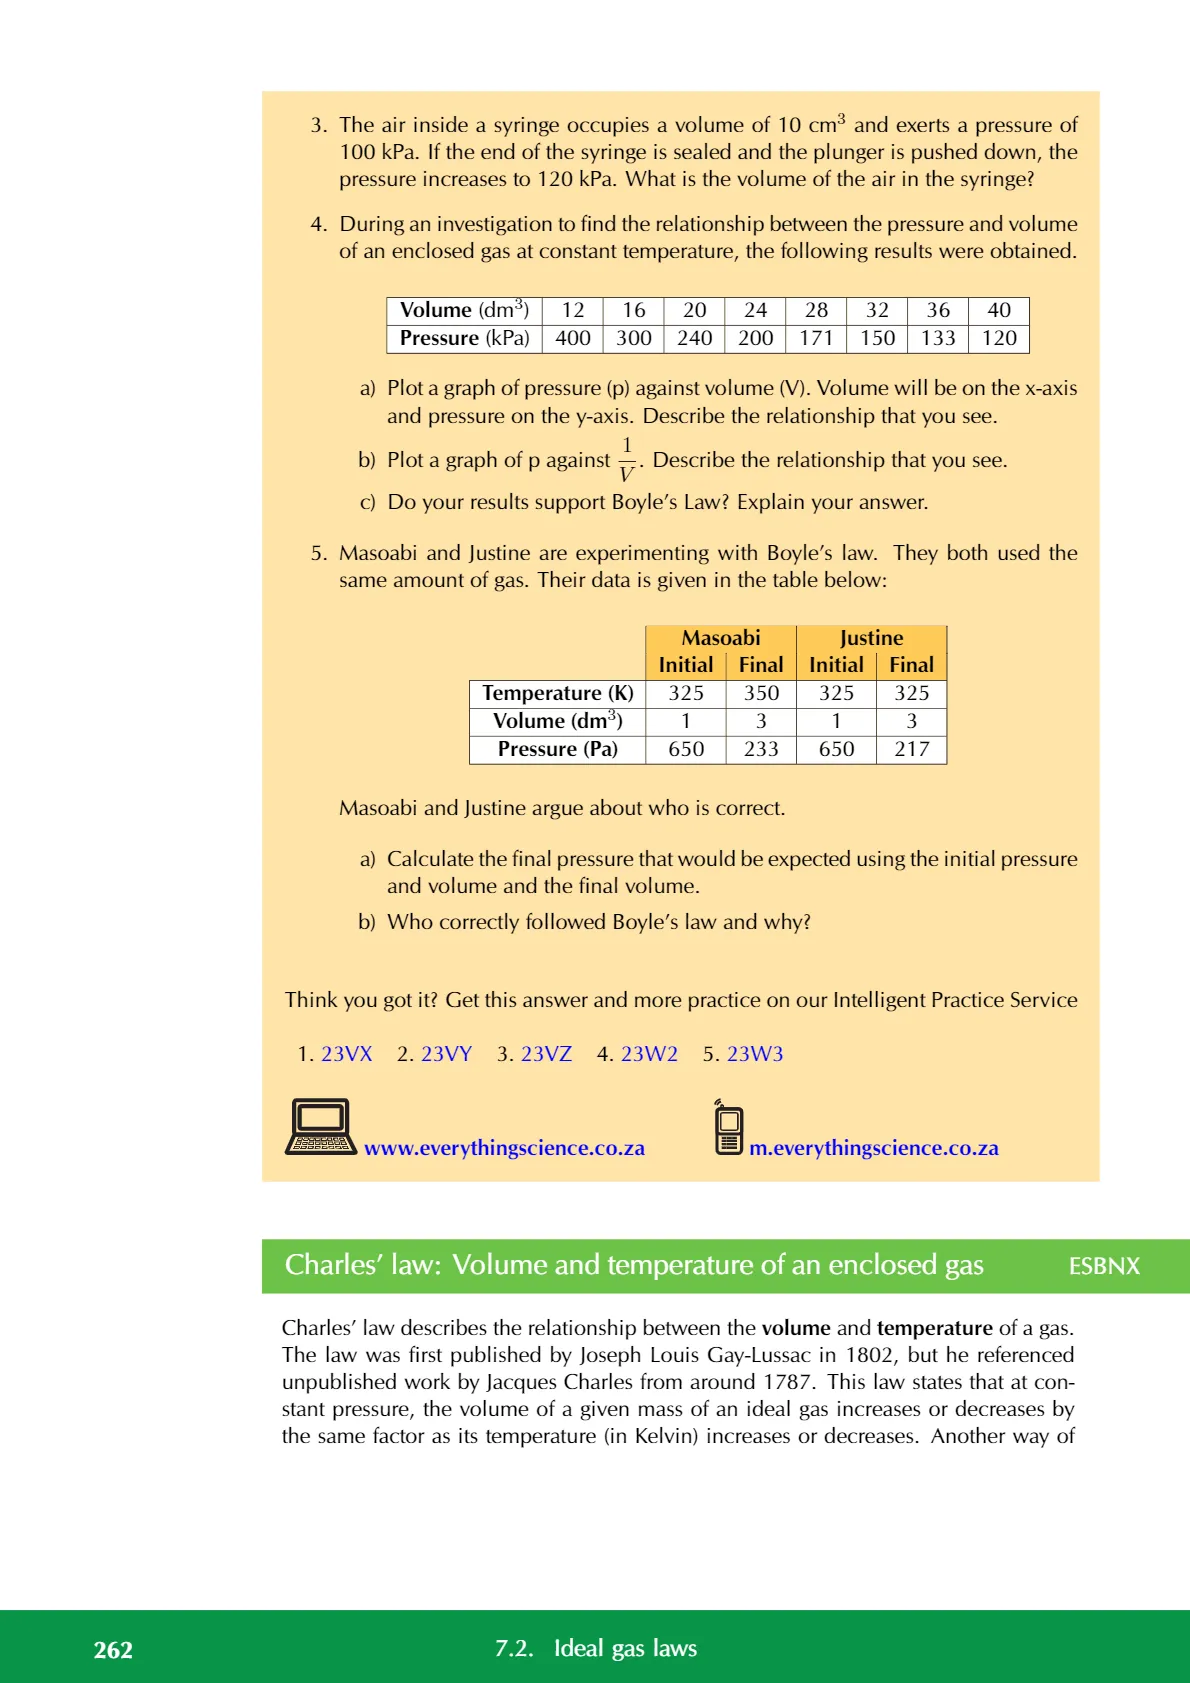 3. The air inside a syringe occupies a volume of 10 cm³ and exerts a pressure of
100 kPa. If the end of the syringe is sealed and the plunger is pushed down, the
pressure increases to 120 kPa. What is the volume of the air in the syringe?
4. During an investigation to find the relationship between the pressure and volume
of an enclosed gas at constant temperature, the following results were obtained.
Volume (dm³) 12 16 20 24 28 32 36 40
Pressure (kPa) 400 300 240 200 171 150 133 120
a) Plot a graph of pressure (p) against volume (V). Volume will be on the x-axis
and pressure on the y-axis. Describe the relationship that you see.
b) Plot a graph of p against 1/V. Describe the relationship that you see.
c) Do your results support Boyle's Law? Explain your answer.
5. Masoabi and Justine are experimenting with Boyle's law. They both used the
same amount of gas. Their data is given in the table below:
Masoabi Justine
Initial Final Initial Final
Temperature (K) 325 350 325 325
Volume (dm³) 1 3 1 3
Pressure (Pa) 650 233 650 217
Masoabi and Justine argue about who is correct.
a) Calculate the final pressure that would be expected using the initial pressure
and volume and the final volume.
b) Who correctly followed Boyle's law and why?
Think you got it? Get this answer and more practice on our Intelligent Practice Service
1. 23VX 2. 23VY 3. 23VZ 4. 23W2 5. 23W3
www.everythingscience.co.za m.everythingscience.co.za
Charles' law: Volume and temperature of an enclosed gas ESBNX
Charles' law describes the relationship between the volume and temperature of a gas.
The law was first published by Joseph Louis Gay-Lussac in 1802, but he referenced
unpublished work by Jacques Charles from around 1787. This law states that at con-
stant pressure, the volume of a given mass of an ideal gas increases or decreases by
the same factor as its temperature (in Kelvin) increases or decreases. Another way of
262 7.2. Ideal gas laws